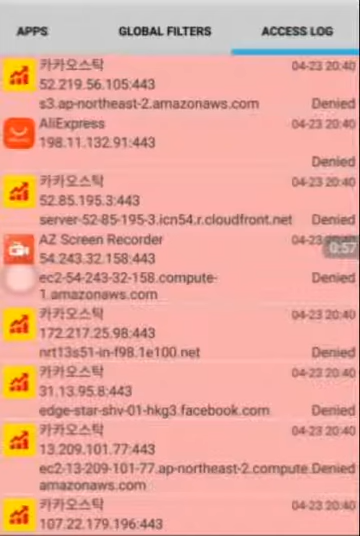 APPS GLOBAL FILTERS ACCESS LOG
카카오스탁 04-23 20:40
52.219.56.105:443
s3.ap-northeast-2.amazonaws.com Denied
AliExpress 04-23 20:40
198.11.132.91:443
Denied
카카오스탁 04-23 20:40
52.85.195.3:443
server-52-85-195-3.icn54.r.cloudfront.net Denied
AZ Screen Recorder 04-23
0:57
54.243.32.158:443
ec2-54-243-32-158.compute- Denied
1.amazonaws.com
카카오스탁 04-23 20:40
172.217.25.98:443
nrt13s51-in-f98.1e100.net Denied
카카오스탁 04-23 20:40
31.13.95.8:443
edge-star-shv-01-hkg3.facebook.com Denied
카카오스탁 04-23 20:40
13.209.101.77:443
ec2-13-209-101-77.ap-northeast-2.compute.Denied
amazonaws.com
카카오스탁 04-23 20:40
107.22.179.196:443